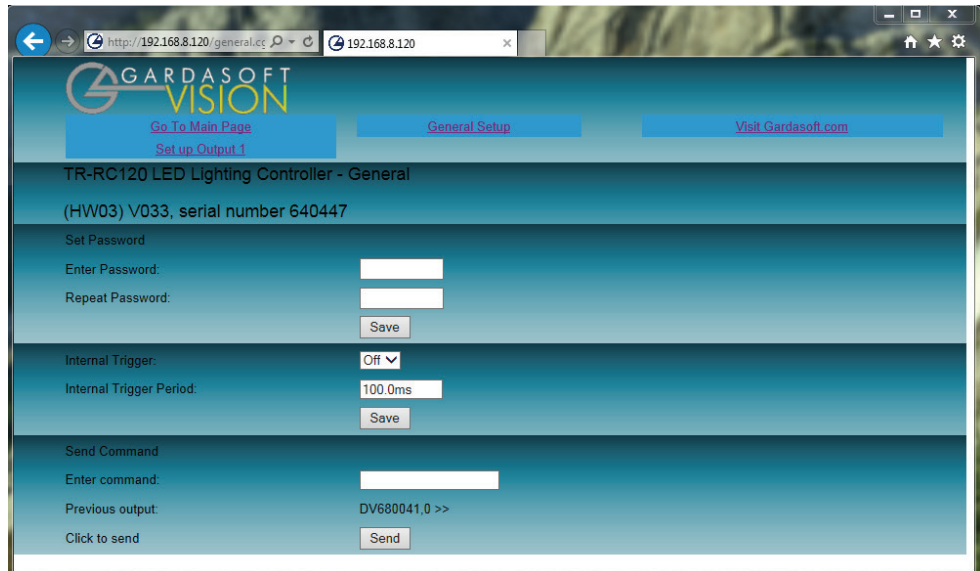 http://192.168.8.120/general.cg
192.168.8.120
GARDASOFT
VISION
Go To Main Page
General Setup
Visit Gardasoft.com
Set up Output 1
TR-RC120 LED Lighting Controller - General
(HW03) V033, serial number 640447
Set Password
Enter Password:
Repeat Password:
Save
Internal Trigger:
Off
Internal Trigger Period:
100.0ms
Save
Send Command
Enter command:
Previous output:
DV680041,0 >>
Click to send
Send